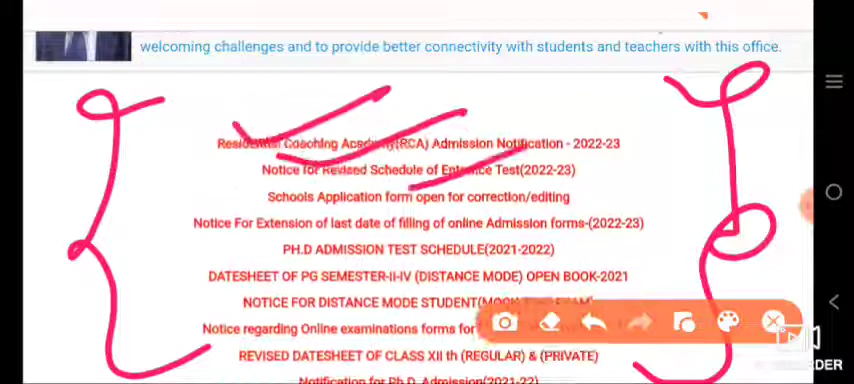 welcoming challenges and to provide better connectivity with students and teachers with this office.
Residential Coaching Academy(RCA) Admission Notification - 2022-23
Notice for Revised Schedule of Entrance Test(2022-23)
Schools Application form open for correction/editing
Notice For Extension of last date of filling of online Admission forms-(2022-23)
PH.D ADMISSION TEST SCHEDULE(2021-2022)
DATESHEET OF PG SEMESTER-II-IV (DISTANCE MODE) OPEN BOOK-2021
NOTICE FOR DISTANCE MODE STUDENT(MOCK TEST EXAM)
Notice regarding Online examinations forms for
REVISED DATESHEET OF CLASS XII th (REGULAR) & (PRIVATE)
Notification for Ph.D. Admission(2021-22)